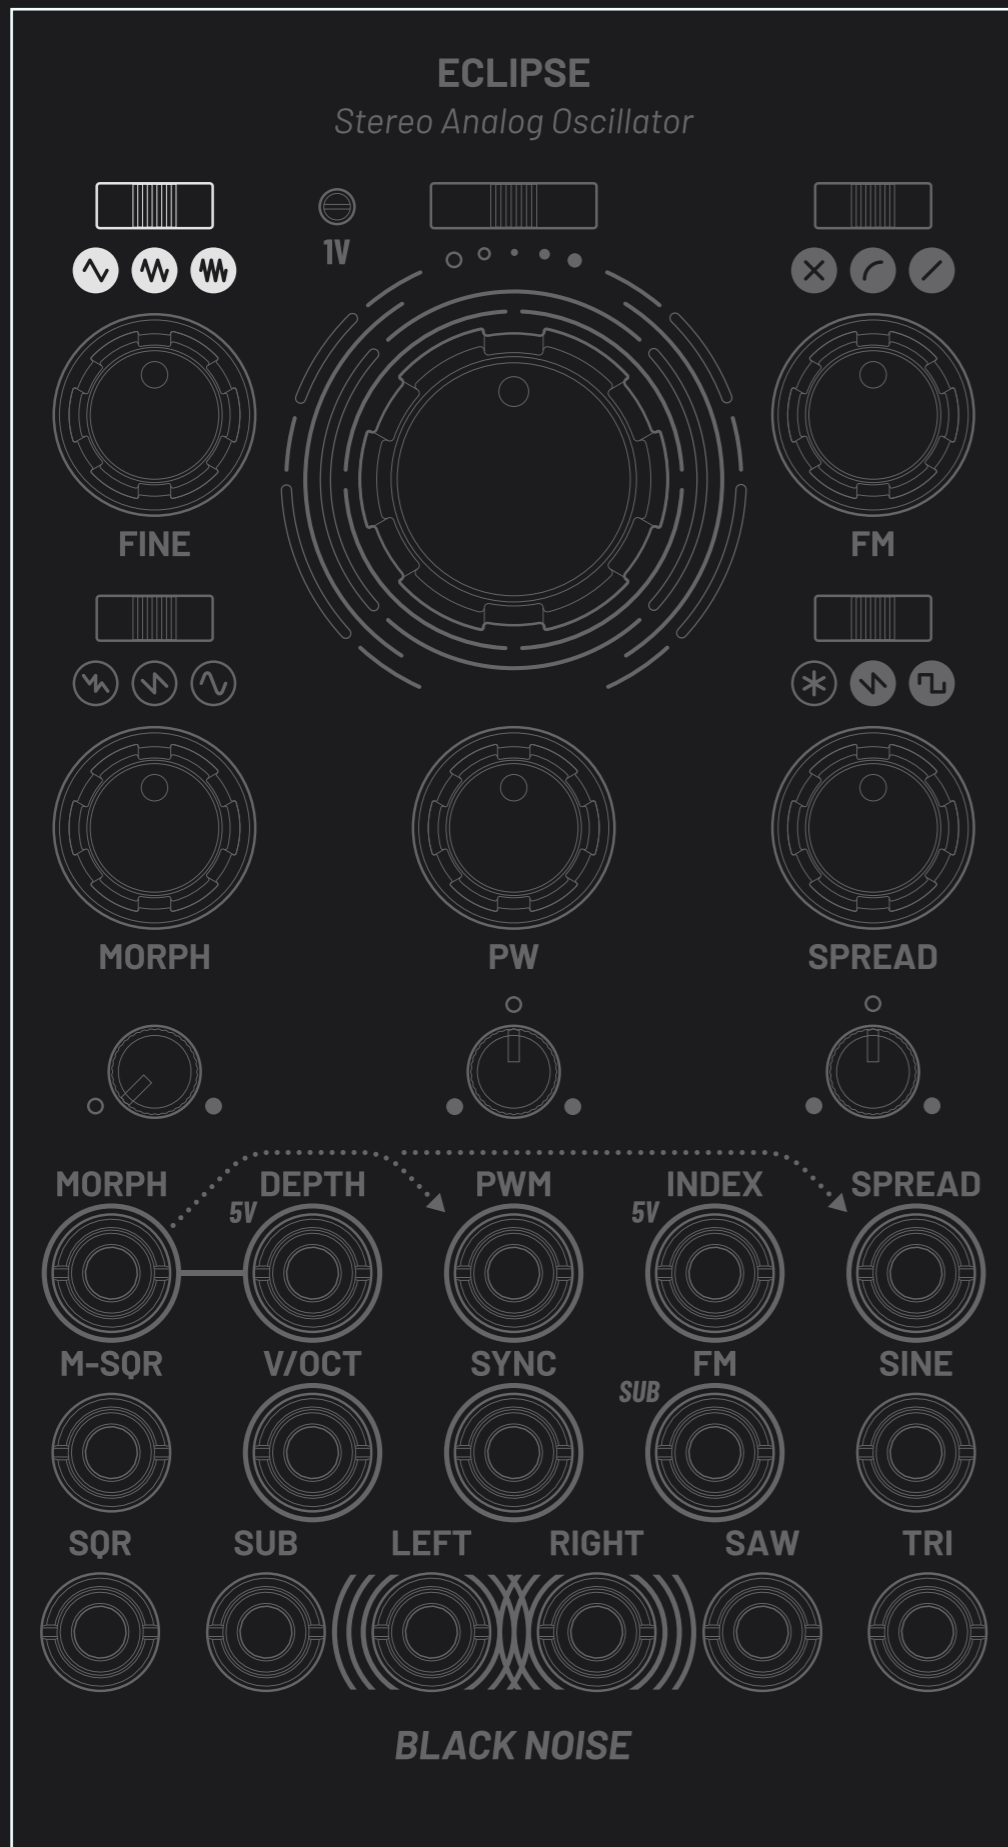 ECLIPSE
Stereo Analog Oscillator
1V
FINE
FM
MORPH
PW
SPREAD
MORPH
DEPTH
PWM
INDEX
SPREAD
5V
5V
M-SQR
V/OCT
SYNC
FM
SINE
SUB
SQR
SUB
LEFT
RIGHT
SAW
TRI
BLACK NOISE